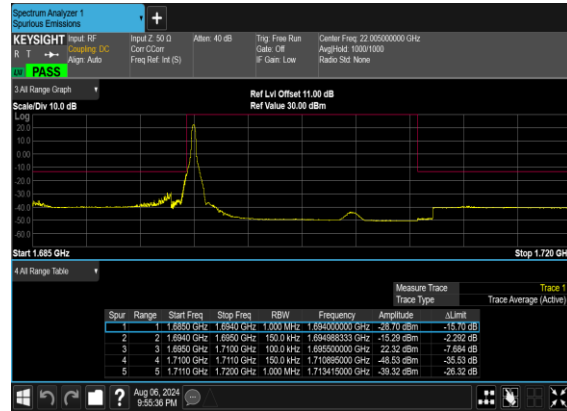 Spectrum Analyzer 1
Spurious Emissions
+
KEYSIGHT Input: RF Input Z: 50 Ω Atten: 40 dB Trig: Free Run Center Freq: 22.005000000 GHz
R T Coupling: DC Corr CCorr Gate: Off Avg|Hold: 1000/1000
Align: Auto Freq Ref: Int (S) IF Gain: Low Radio Std: None
LW PASS
3 All Range Graph
Ref Lvl Offset 11.00 dB
Scale/Div 10.0 dB Ref Value 30.00 dBm
Log
20.0
10.0
0.00
-10.0
-20.0
-30.0
-40.0
-50.0
-60.0
Start 1.685 GHz Stop 1.720 GH
4 All Range Table
Measure Trace Trace 1
Trace Type Trace Average (Active)
Spur Range Start Freq Stop Freq RBW Frequency Amplitude ΔLimit
1 1 1.6850 GHz 1.6940 GHz 1.000 MHz 1.694000000 GHz -28.70 dBm -15.70 dB
2 2 1.6940 GHz 1.6950 GHz 150.0 kHz 1.694988333 GHz -15.29 dBm -2.292 dB
3 3 1.6950 GHz 1.7100 GHz 100.0 kHz 1.695500000 GHz 22.32 dBm -7.684 dB
4 4 1.7100 GHz 1.7110 GHz 150.0 kHz 1.710895000 GHz -48.53 dBm -35.53 dB
5 5 1.7110 GHz 1.7200 GHz 1.000 MHz 1.713415000 GHz -39.32 dBm -26.32 dB
? Aug 06, 2024
9:55:36 PM